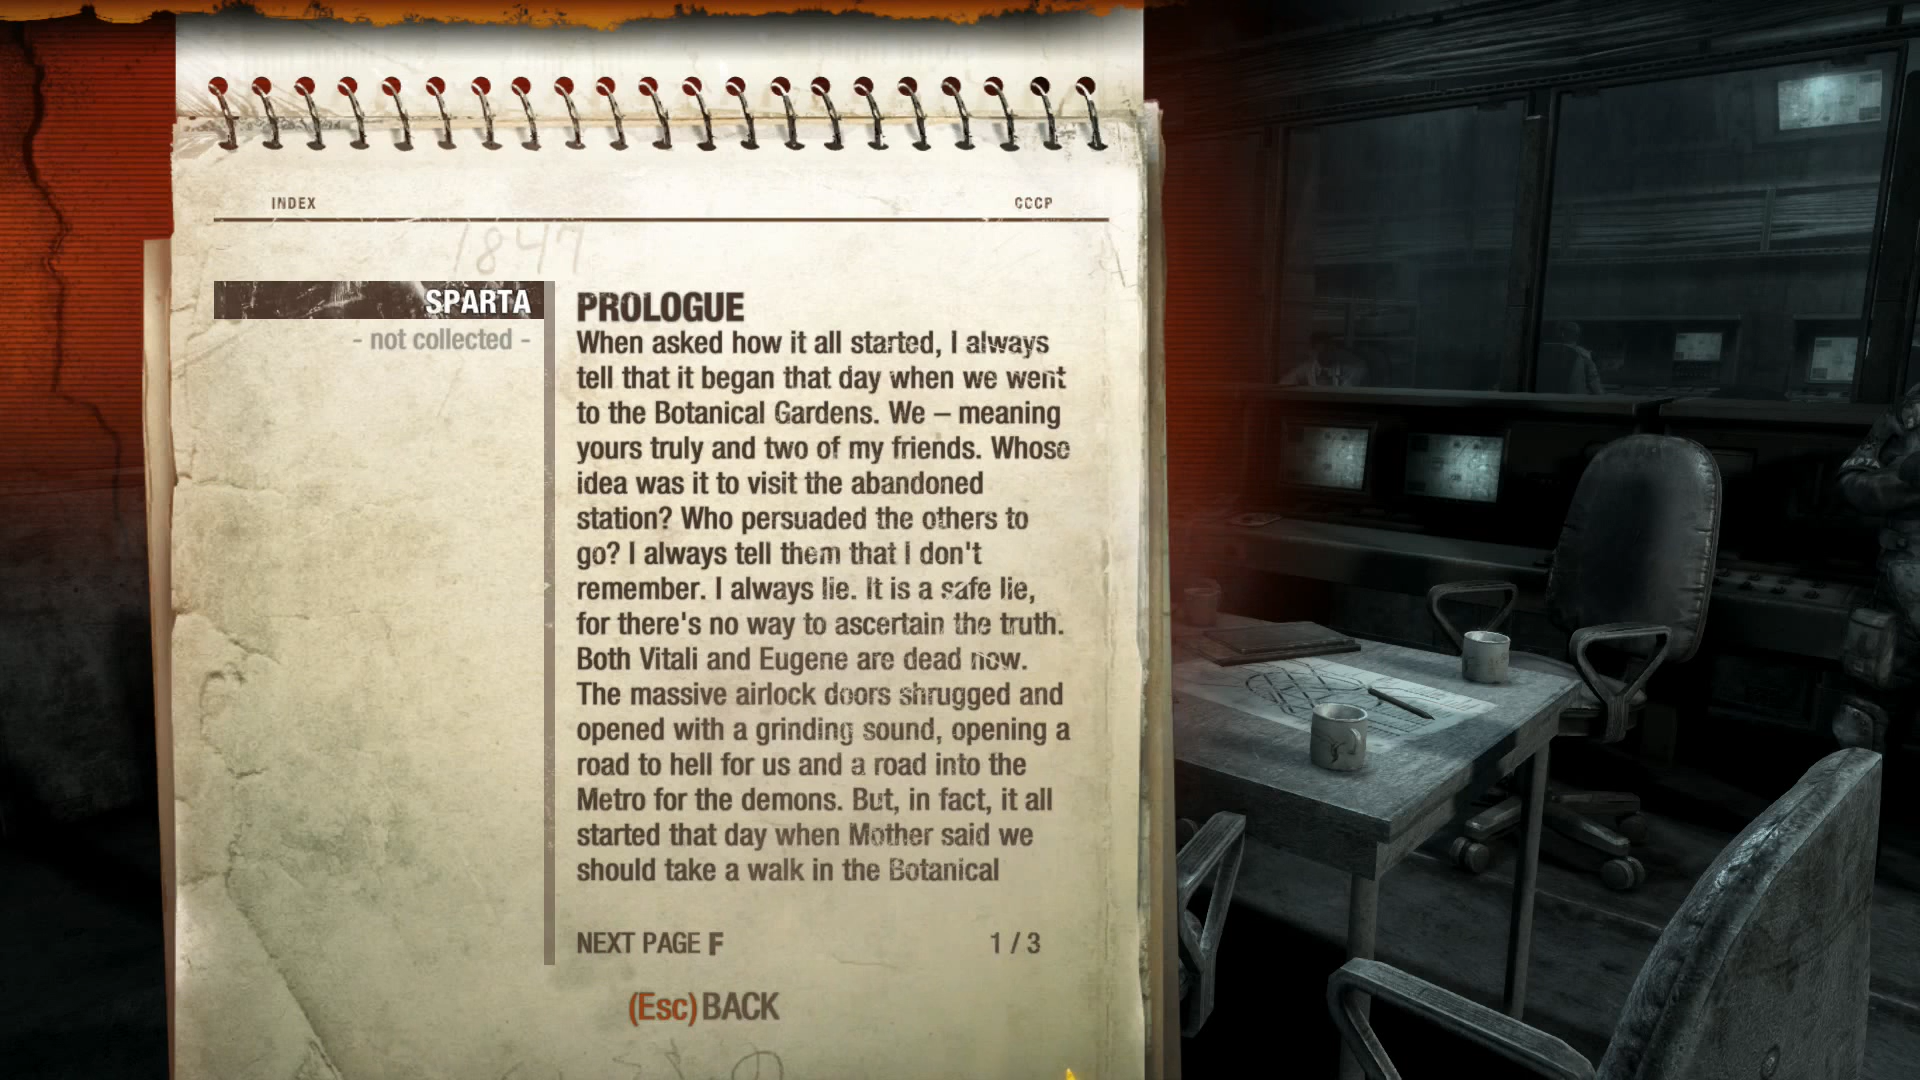 INDEX
CCCP
1847
SPARTA
- not collected -
PROLOGUE
When asked how it all started, I always
tell that it began that day when we went
to the Botanical Gardens. We – meaning
yours truly and two of my friends. Whose
idea was it to visit the abandoned
station? Who persuaded the others to
go? I always tell them that I don't
remember. I always lie. It is a safe lie,
for there's no way to ascertain the truth.
Both Vitali and Eugene are dead now.
The massive airlock doors shrugged and
opened with a grinding sound, opening a
road to hell for us and a road into the
Metro for the demons. But, in fact, it all
started that day when Mother said we
should take a walk in the Botanical
NEXT PAGE F
1 / 3
(Esc) BACK